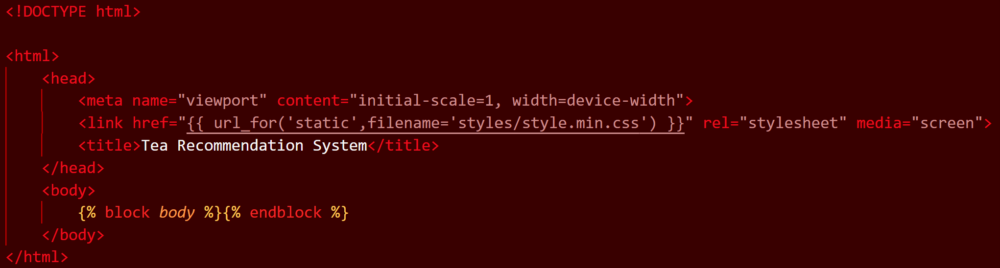 <!DOCTYPE html>
<html>
<head>
<meta name="viewport" content="initial-scale=1, width=device-width">
<link href="{{ url_for('static',filename='styles/style.min.css') }}" rel="stylesheet" media="screen">
<title>Tea Recommendation System</title>
</head>
<body>
{% block body %}{% endblock %}
</body>
</html>